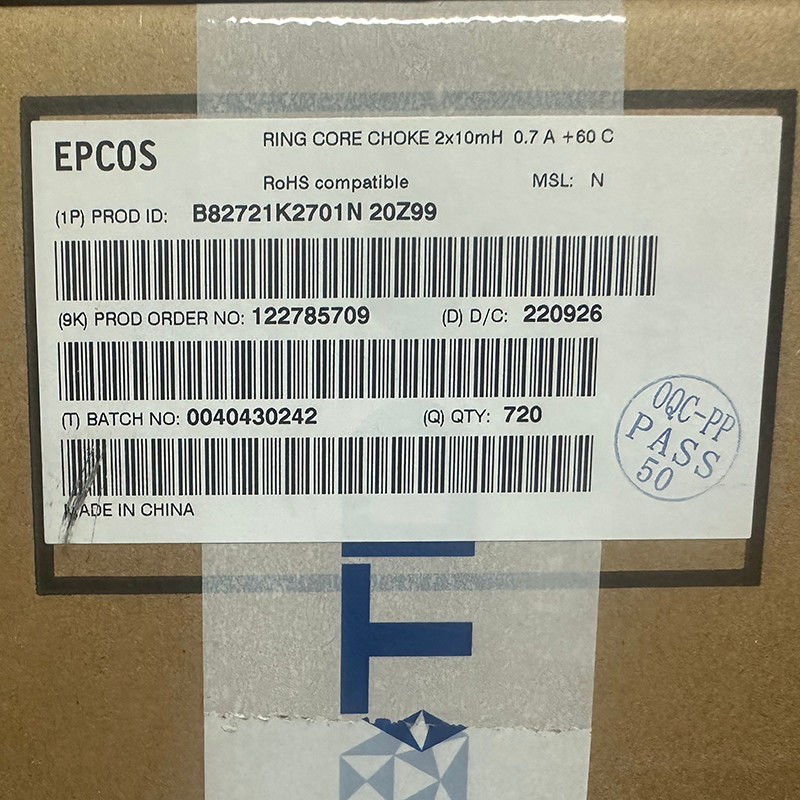 EPCOS
RING CORE CHOKE 2x10mH 0.7 A +60 C
RoHS compatible MSL: N
(1P) PROD ID: B82721K2701N 20Z99
(9K) PROD ORDER NO: 122785709 (D) D/C: 220926
(T) BATCH NO: 0040430242 (Q) QTY: 720
OQC-PP
PASS
50
MADE IN CHINA
T